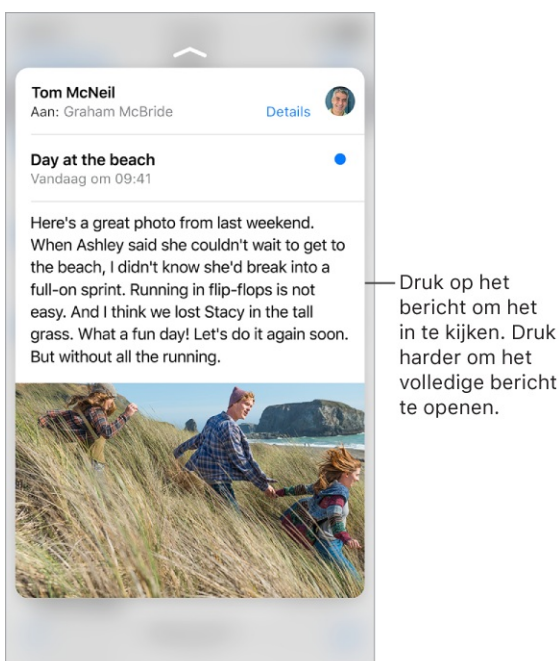 Tom McNeil
Aan: Graham McBride
Details
Day at the beach
Vandaag om 09:41
Here's a great photo from last weekend.
When Ashley said she couldn't wait to get to
the beach, I didn't know she'd break into a
full-on sprint. Running in flip-flops is not
easy. And I think we lost Stacy in the tall
grass. What a fun day! Let's do it again soon.
But without all the running.
Druk op het
bericht om het
in te kijken. Druk
harder om het
volledige bericht
te openen.